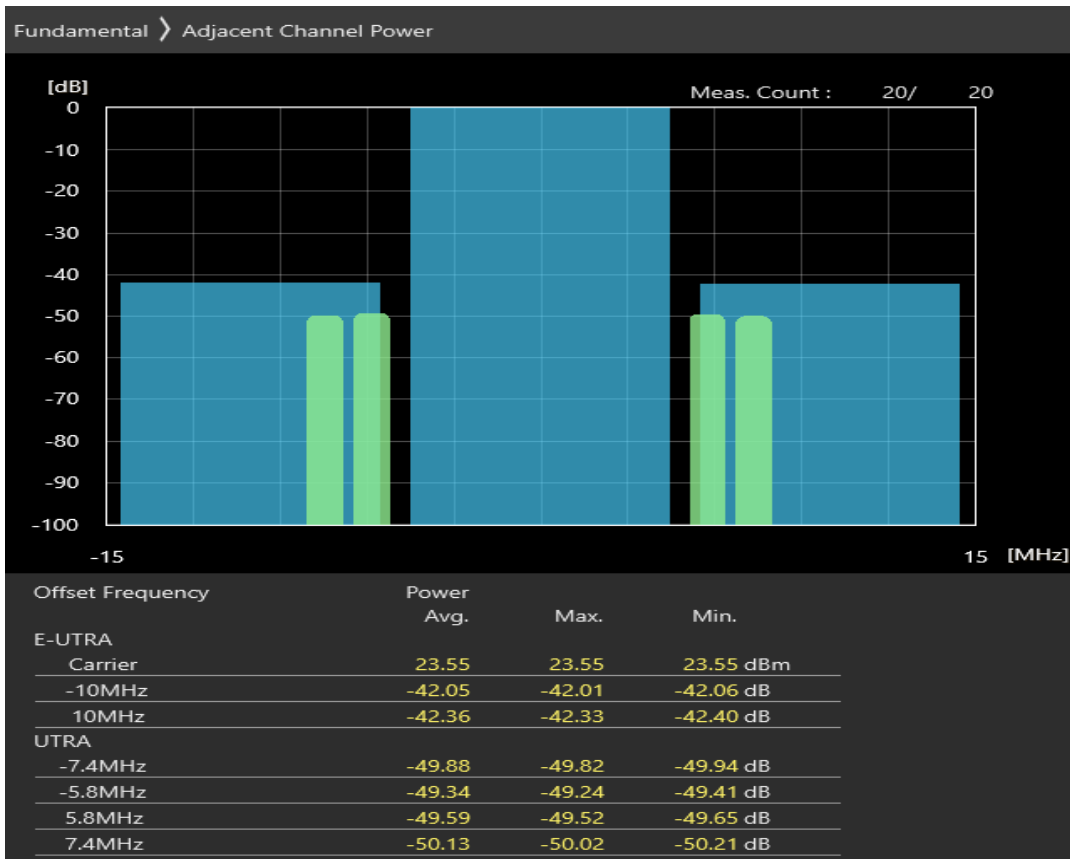 Fundamental 〉 Adjacent Channel Power
[dB]
Meas. Count : 20/ 20
0
-10
-20
-30
-40
-50
-60
-70
-80
-90
-100
-15 15 [MHz]
Offset Frequency Power
Avg. Max. Min.
E-UTRA
Carrier 23.55 23.55 23.55 dBm
-10MHz -42.05 -42.01 -42.06 dB
10MHz -42.36 -42.33 -42.40 dB
UTRA
-7.4MHz -49.88 -49.82 -49.94 dB
-5.8MHz -49.34 -49.24 -49.41 dB
5.8MHz -49.59 -49.52 -49.65 dB
7.4MHz -50.13 -50.02 -50.21 dB